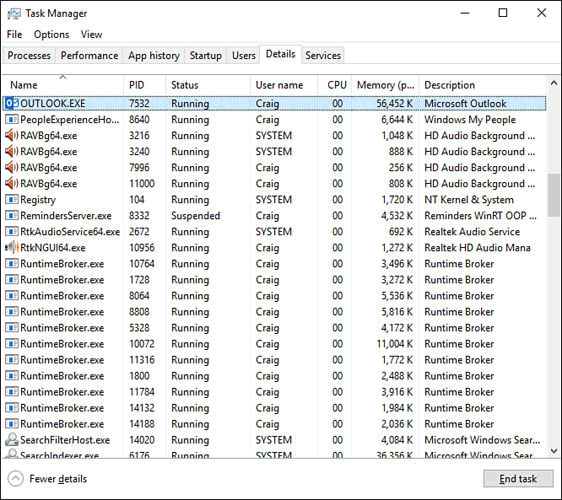 Task Manager
File Options View
Processes Performance App history Startup Users Details Services
Name PID Status User name CPU Memory (p... Description
OUTLOOK.EXE 7532 Running Craig 00 56,452 K Microsoft Outlook
PeopleExperienceHo... 8640 Running Craig 00 6,644 K Windows My People
RAVBg64.exe 3216 Running SYSTEM 00 1,048 K HD Audio Background ...
RAVBg64.exe 3240 Running SYSTEM 00 888 K HD Audio Background ...
RAVBg64.exe 7996 Running Craig 00 256 K HD Audio Background ...
RAVBg64.exe 11000 Running Craig 00 808 K HD Audio Background ...
Registry 104 Running SYSTEM 00 1,720 K NT Kernel & System
RemindersServer.exe 8332 Suspended Craig 00 4,532 K Reminders WinRT OOP ...
RtkAudioService64.exe 2672 Running SYSTEM 00 692 K Realtek Audio Service
RtkNGUI64.exe 10956 Running Craig 00 1,272 K Realtek HD Audio Mana
RuntimeBroker.exe 10764 Running Craig 00 3,496 K Runtime Broker
RuntimeBroker.exe 1728 Running Craig 00 3,272 K Runtime Broker
RuntimeBroker.exe 8064 Running Craig 00 5,536 K Runtime Broker
RuntimeBroker.exe 8808 Running Craig 00 5,816 K Runtime Broker
RuntimeBroker.exe 5328 Running Craig 00 4,172 K Runtime Broker
RuntimeBroker.exe 10072 Running Craig 00 11,004 K Runtime Broker
RuntimeBroker.exe 11316 Running Craig 00 1,772 K Runtime Broker
RuntimeBroker.exe 1800 Running Craig 00 2,488 K Runtime Broker
RuntimeBroker.exe 11784 Running Craig 00 3,916 K Runtime Broker
RuntimeBroker.exe 14132 Running Craig 00 1,984 K Runtime Broker
RuntimeBroker.exe 14188 Running Craig 00 2,036 K Runtime Broker
SearchFilterHost.exe 14020 Running SYSTEM 00 4,084 K Microsoft Windows Sear...
SearchIndexer.exe 6176 Running SYSTEM 00 36,356 K Microsoft Windows Sear...
Fewer details End task